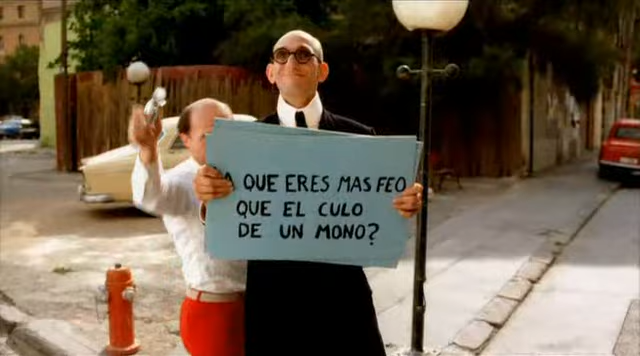 A QUE ERES MAS FEO
QUE EL CULO
DE UN MONO?